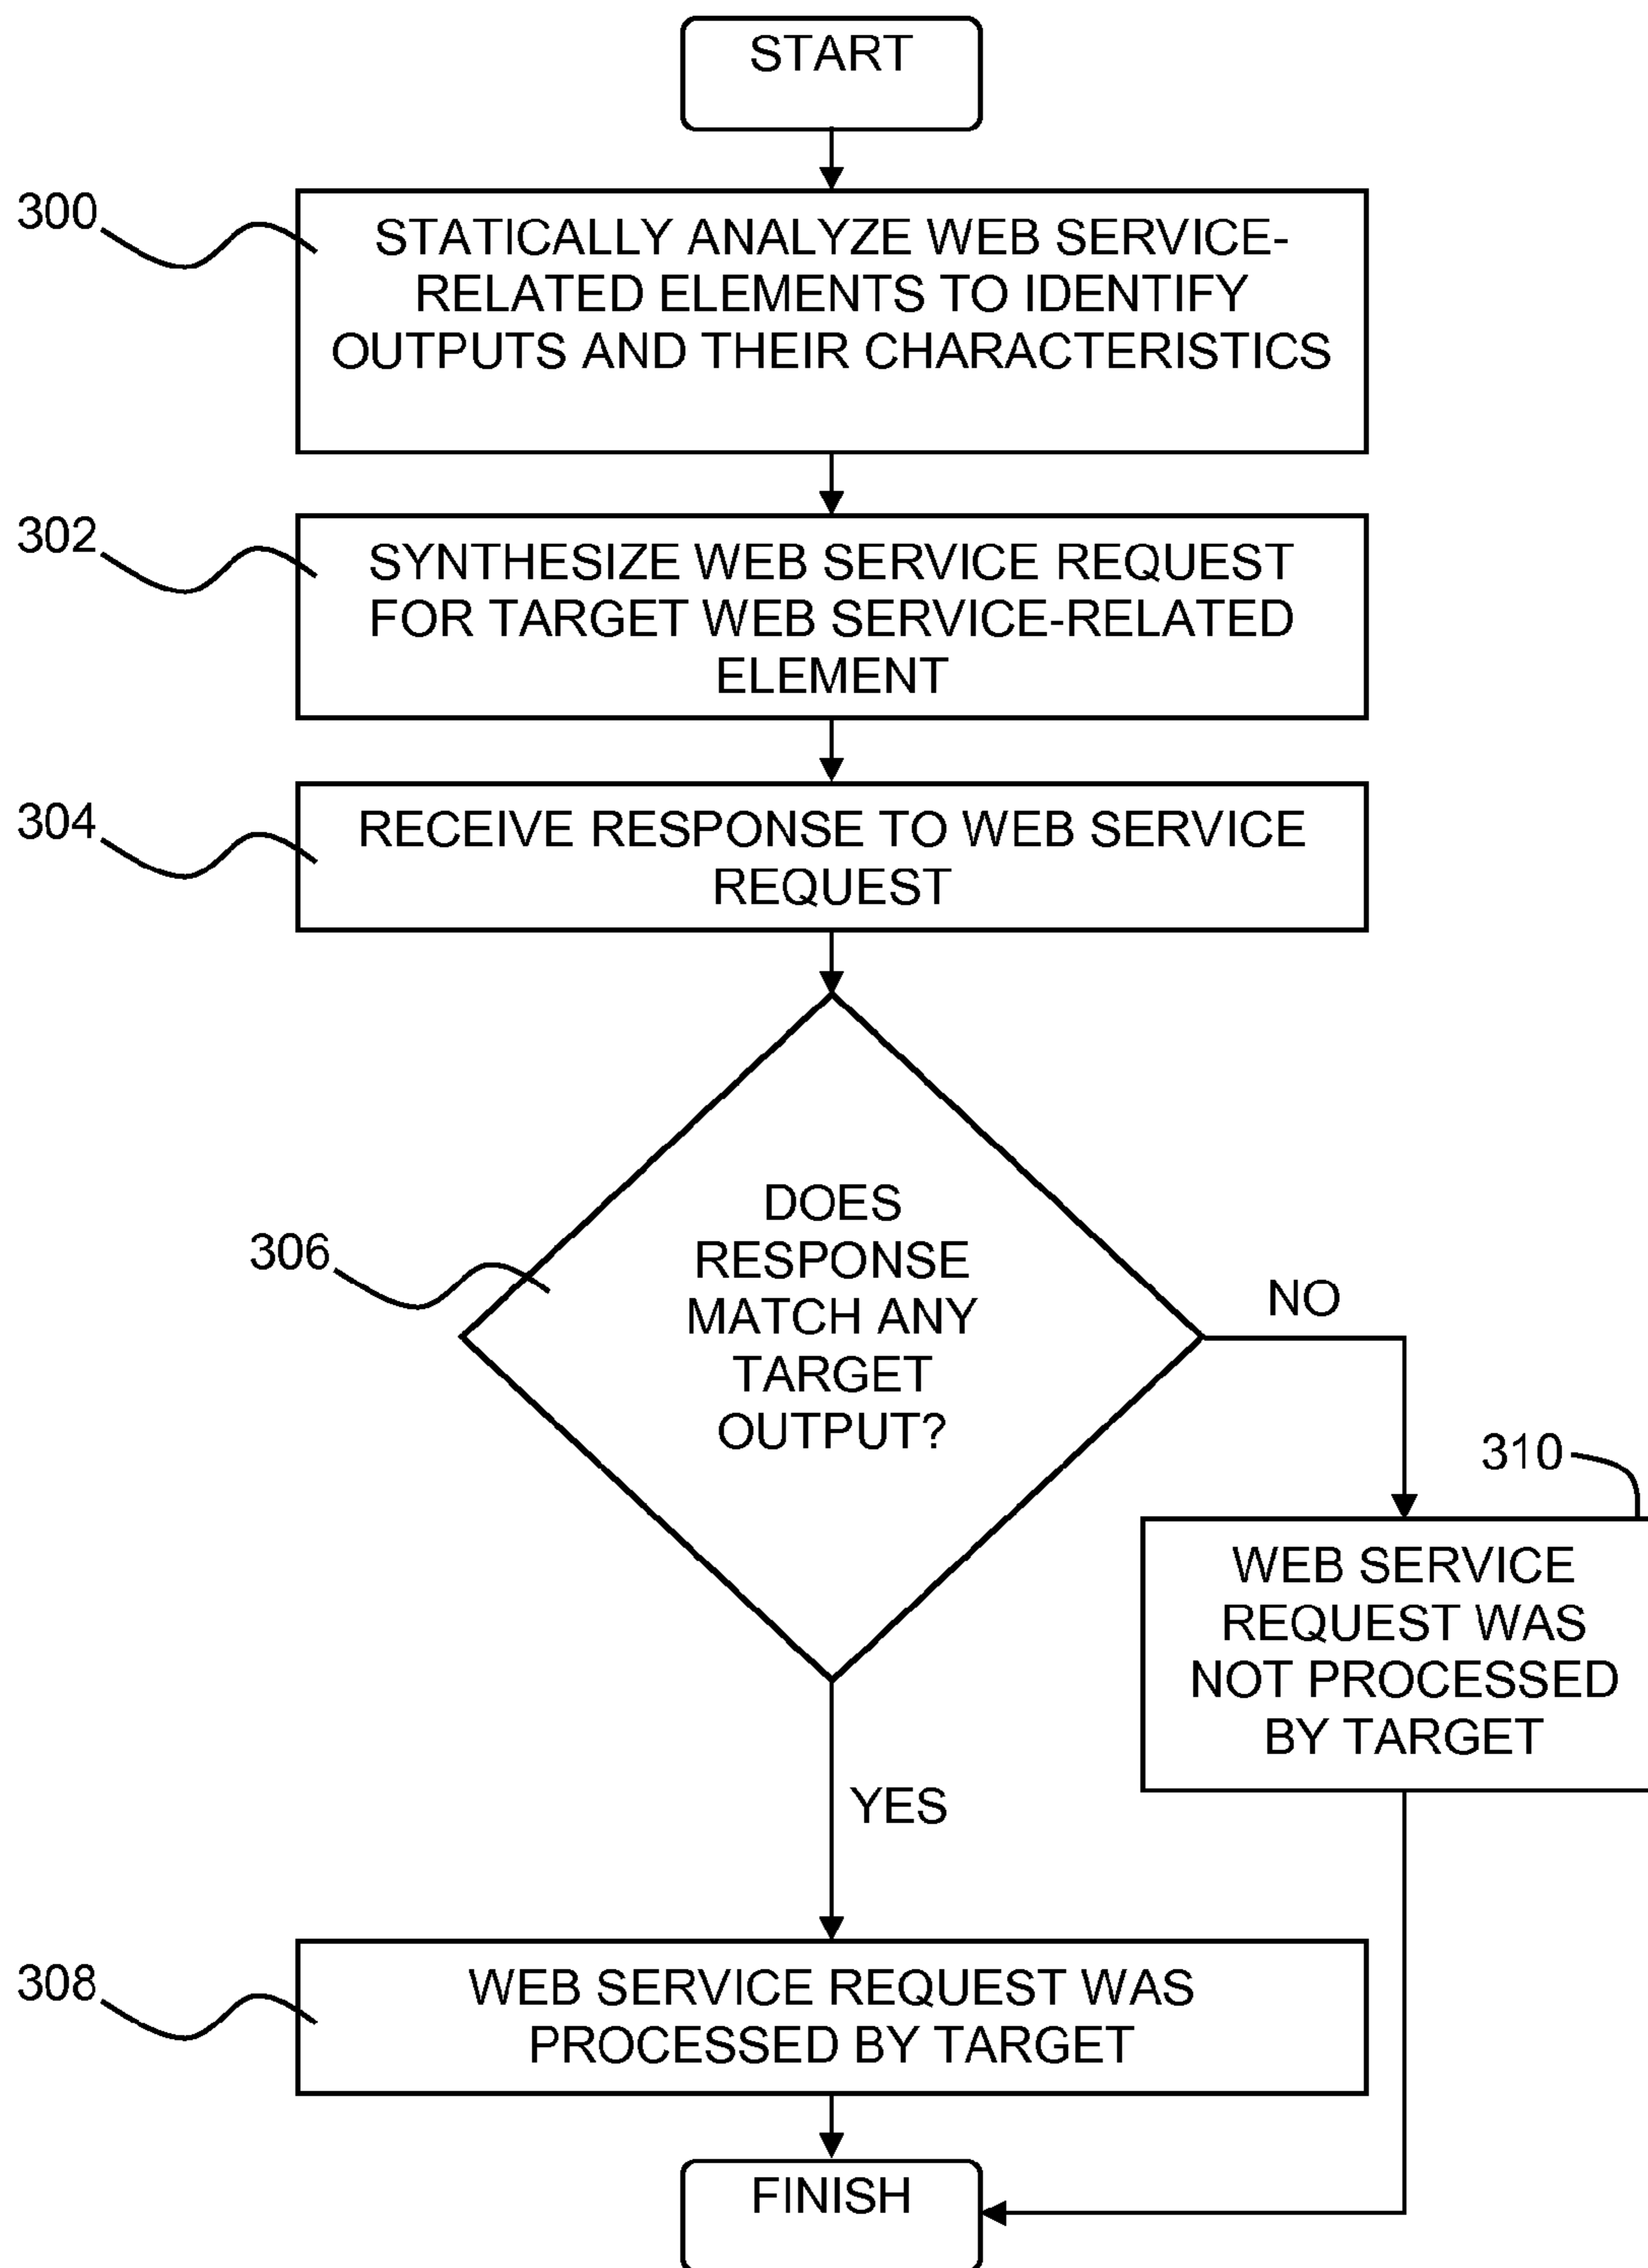 START
300
STATICALLY ANALYZE WEB SERVICE-
RELATED ELEMENTS TO IDENTIFY
OUTPUTS AND THEIR CHARACTERISTICS
302
SYNTHESIZE WEB SERVICE REQUEST
FOR TARGET WEB SERVICE-RELATED
ELEMENT
304
RECEIVE RESPONSE TO WEB SERVICE
REQUEST
306
DOES
RESPONSE
MATCH ANY
TARGET
OUTPUT?
NO
310
WEB SERVICE
REQUEST WAS
NOT PROCESSED
BY TARGET
YES
308
WEB SERVICE REQUEST WAS
PROCESSED BY TARGET
FINISH